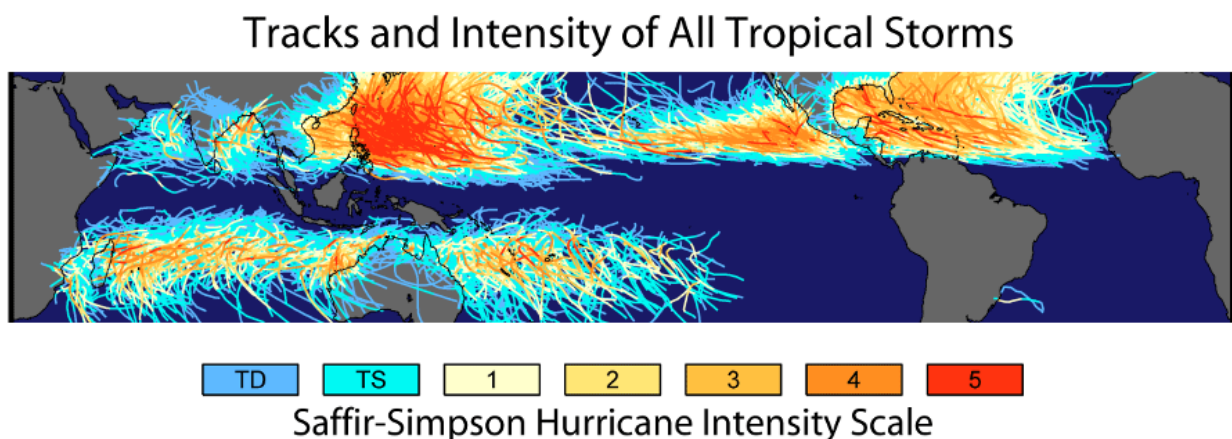 Tracks and Intensity of All Tropical Storms
TD TS 1 2 3 4 5
Saffir-Simpson Hurricane Intensity Scale